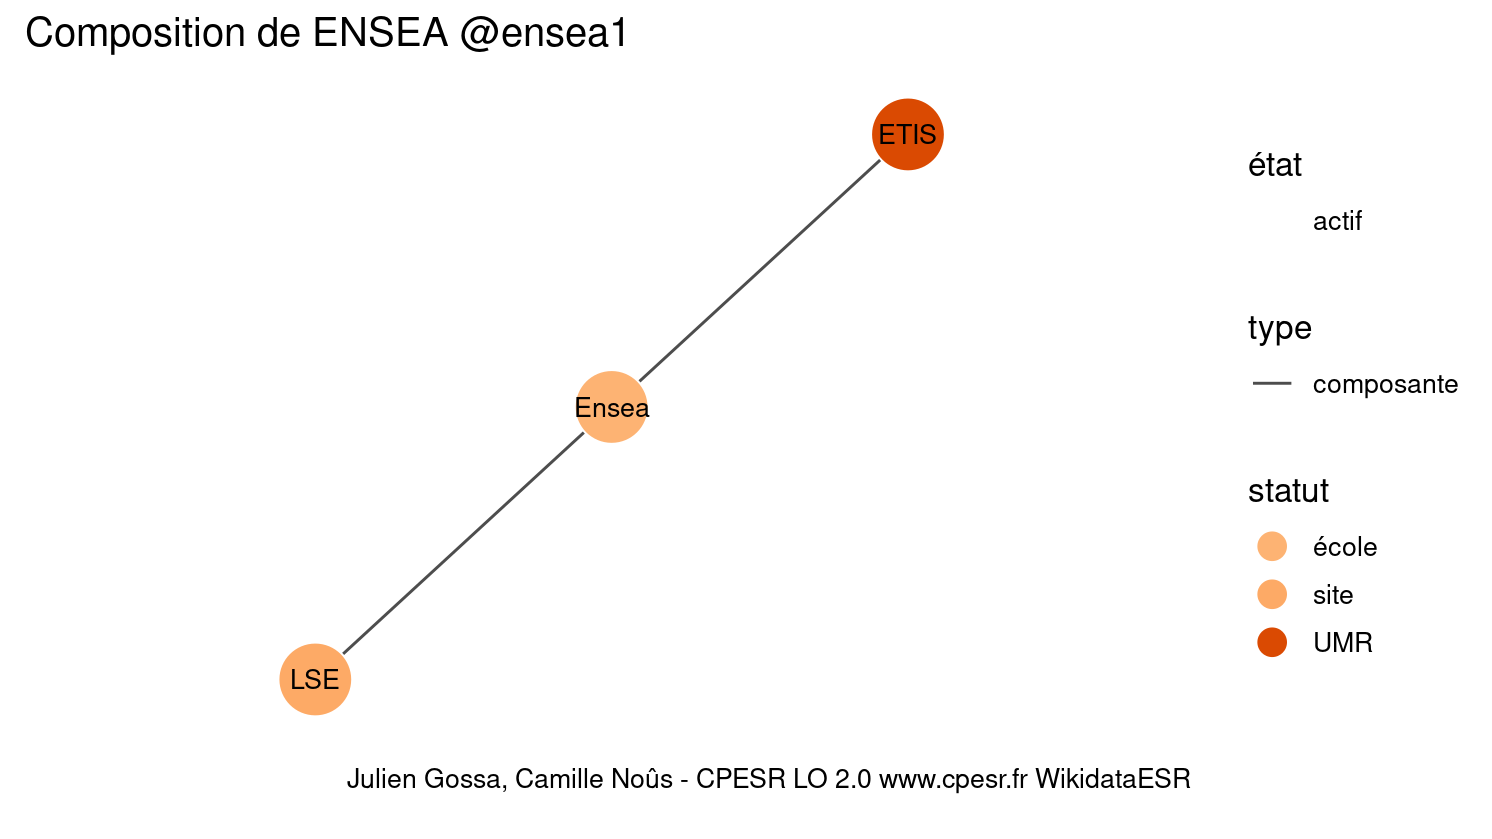 Composition de ENSEA @ensea1
ETIS
Ensea
LSE
état
actif
type
composante
statut
école
site
UMR
Julien Gossa, Camille Noûs - CPESR LO 2.0 www.cpesr.fr WikidataESR